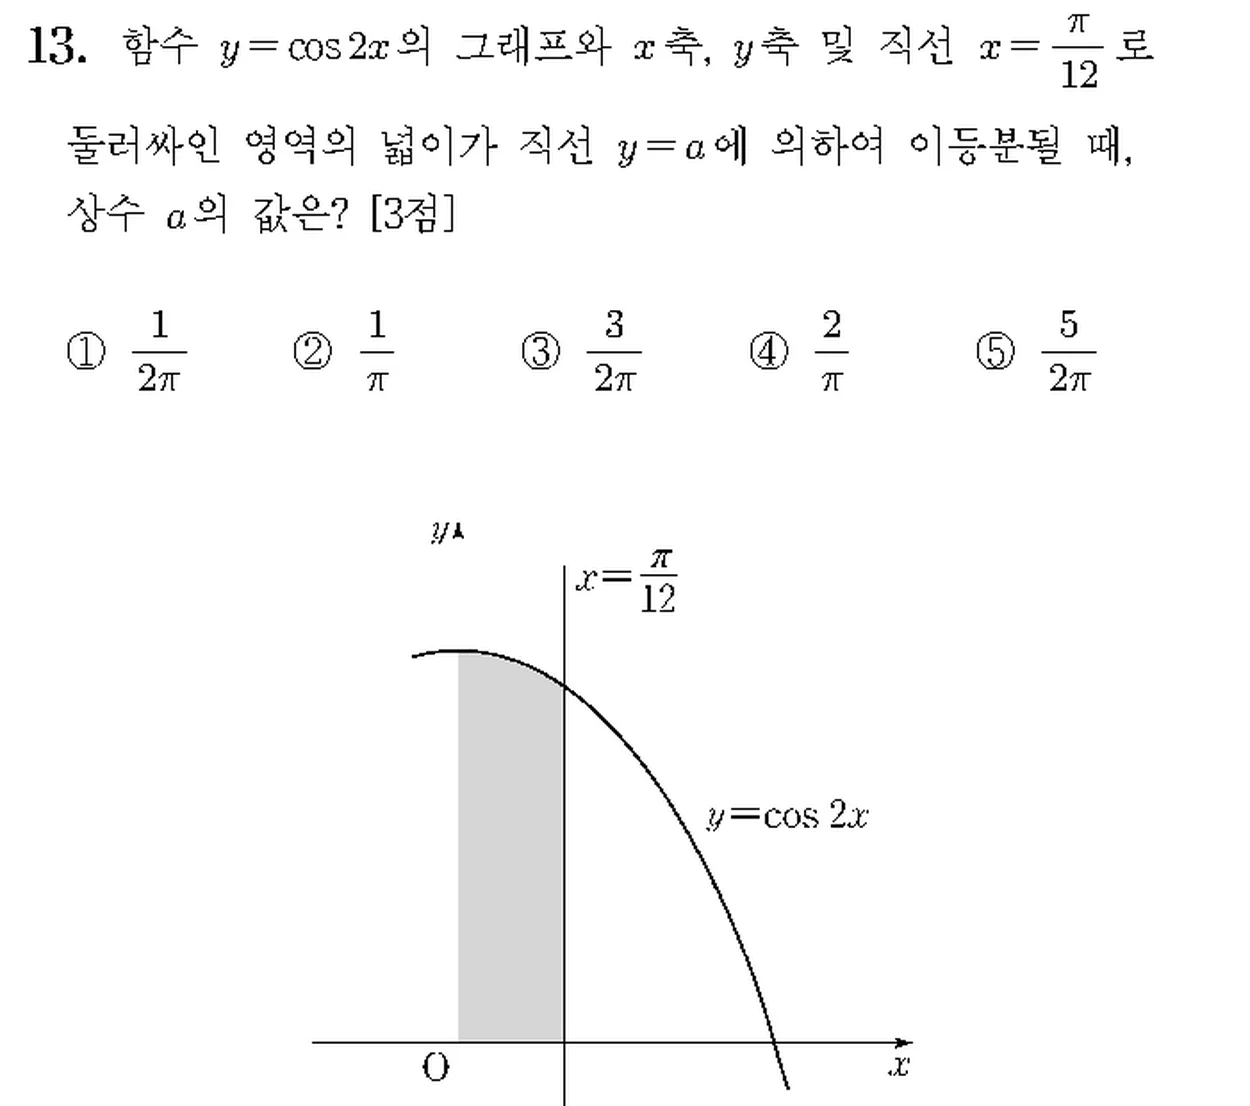 13. 함수 y=cos2x의 그래프와 x축, y축 및 직선 x=π/12로
둘러싸인 영역의 넓이가 직선 y=a에 의하여 이등분될 때,
상수 a의 값은? [3점]
① 1/2π ② 1/π ③ 3/2π ④ 2/π ⑤ 5/2π
y
x=π/12
y=cos 2x
O
x